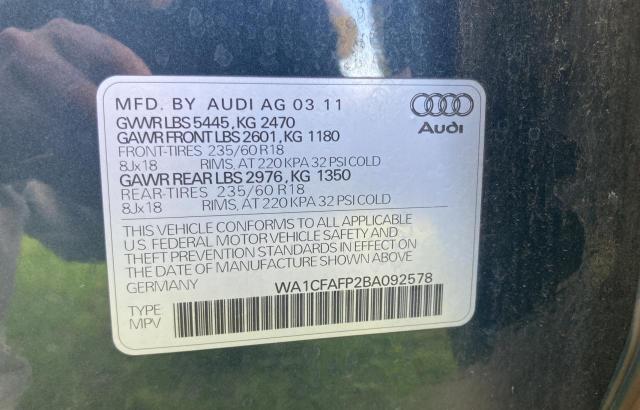 MFD. BY AUDI AG 03 11
GVWR LBS 5445, KG 2470
GAWR FRONT LBS 2601, KG 1180
FRONT-TIRES 235/60 R18
8Jx18 RIMS, AT 220 KPA 32 PSI COLD
GAWR REAR LBS 2976, KG 1350
REAR-TIRES 235/60 R18
8Jx18 RIMS, AT 220 KPA 32 PSI COLD
Audi
THIS VEHICLE CONFORMS TO ALL APPLICABLE
U.S. FEDERAL MOTOR VEHICLE SAFETY AND
THEFT PREVENTION STANDARDS IN EFFECT ON
THE DATE OF MANUFACTURE SHOWN ABOVE
GERMANY WA1CFAFP2BA092578
TYPE
MPV